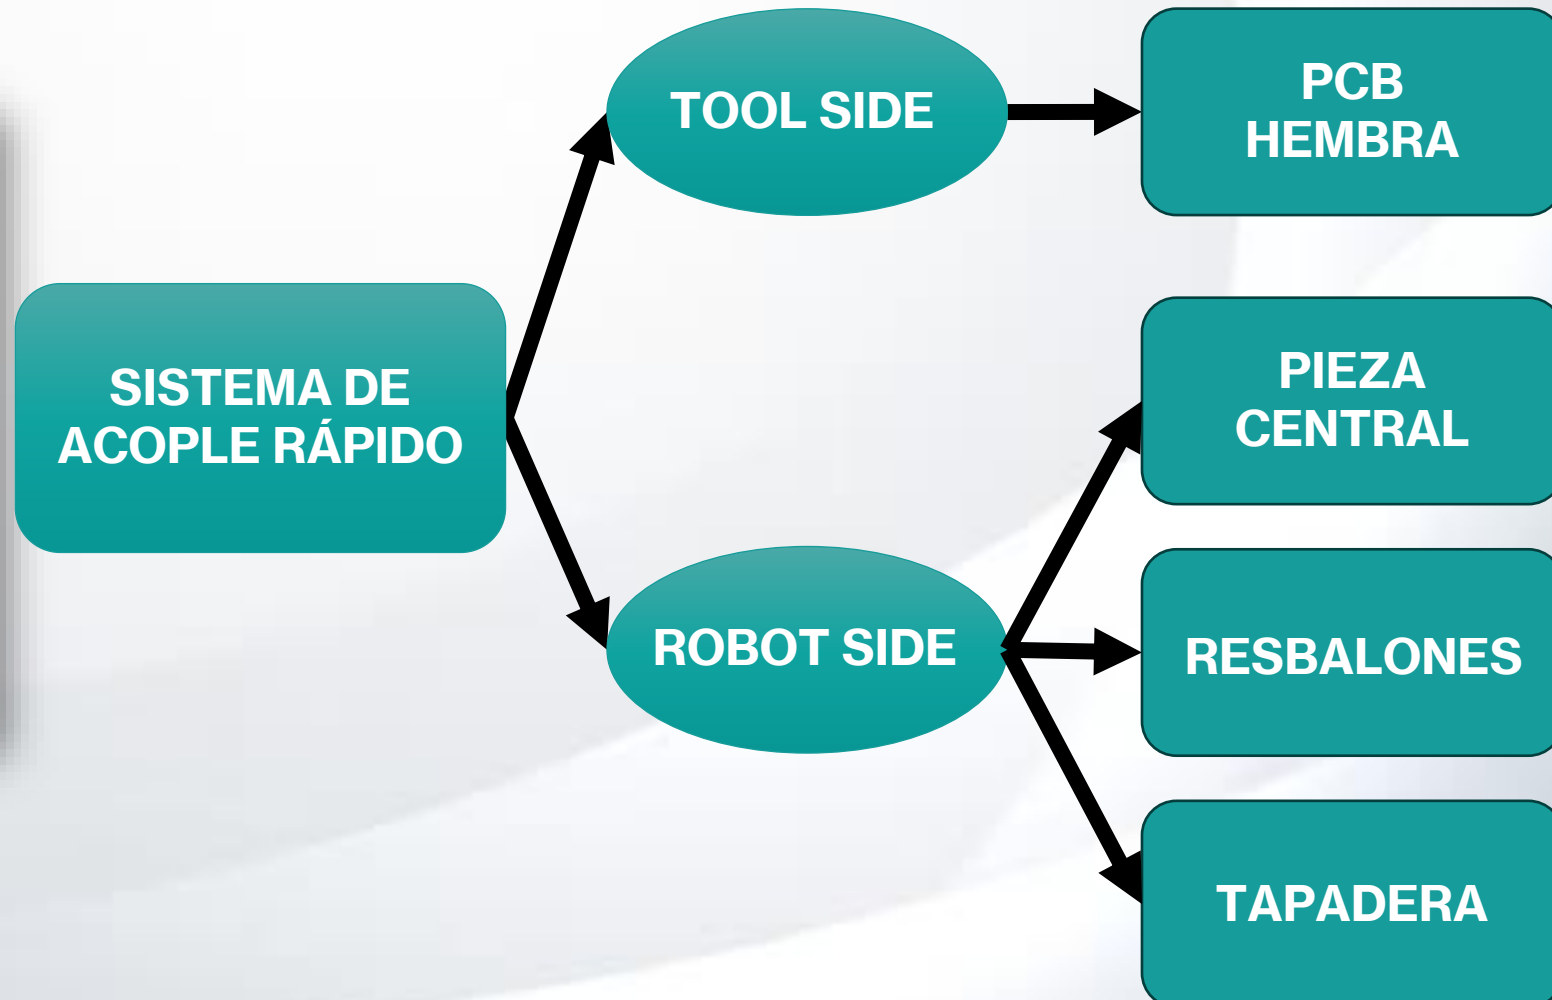 TOOL SIDE
PCB
HEMBRA
SISTEMA DE
ACOPLE RÁPIDO
PIEZA
CENTRAL
ROBOT SIDE
RESBALONES
TAPADERA